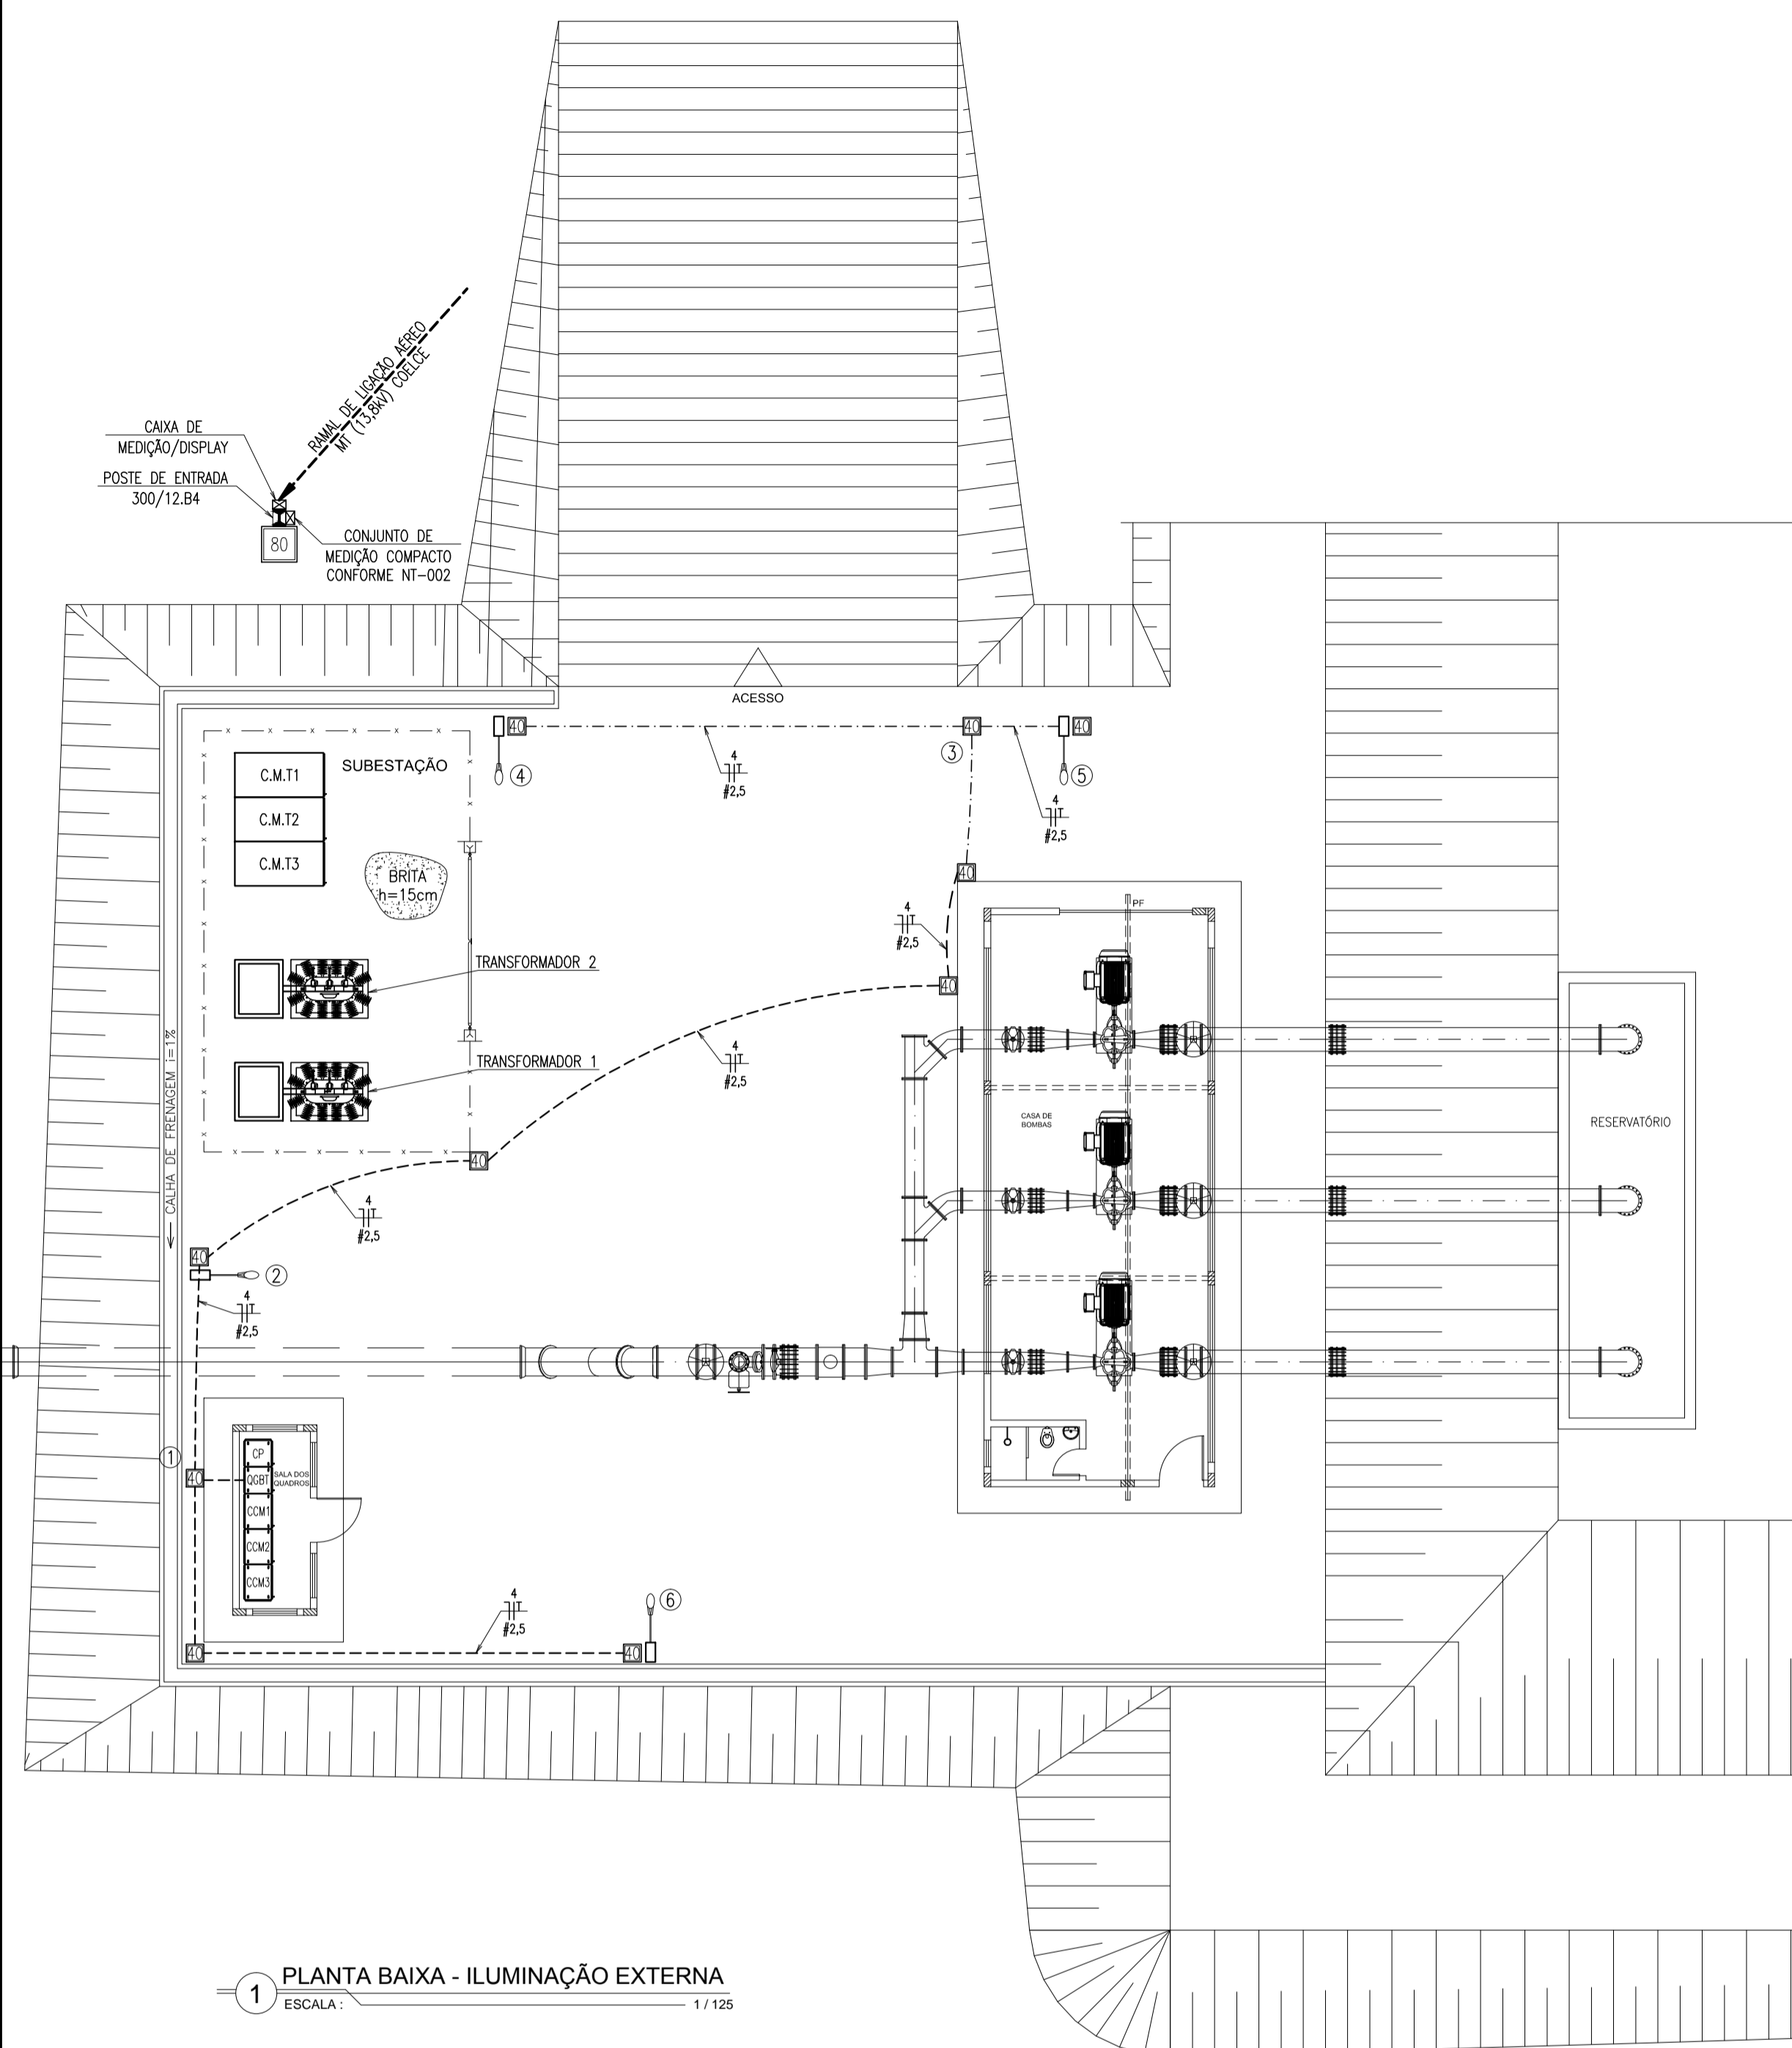 RAMAL DE LIGAÇÃO AÉREO
MT (13,8kV) COELCE
CAIXA DE
MEDIÇÃO/DISPLAY
POSTE DE ENTRADA
300/12.B4
80
CONJUNTO DE
MEDIÇÃO COMPACTO
CONFORME NT-002
ACESSO
40
40
40
3
4
5
4
T
#2,5
4
T
#2,5
SUBESTAÇÃO
C.M.T1
C.M.T2
C.M.T3
BRITA
h=15cm
40
4
T
#2,5
PF
TRANSFORMADOR 2
40
4
T
#2,5
TRANSFORMADOR 1
CALHA DE FRENAGEM i=1%
CASA DE
BOMBAS
RESERVATÓRIO
40
4
T
#2,5
40
2
4
T
#2,5
1
40
CP
QGBT
CCM1
CCM2
CCM3
SALA DOS
QUADROS
6
4
T
#2,5
40
40
1
PLANTA BAIXA - ILUMINAÇÃO EXTERNA
ESCALA : 1 / 125